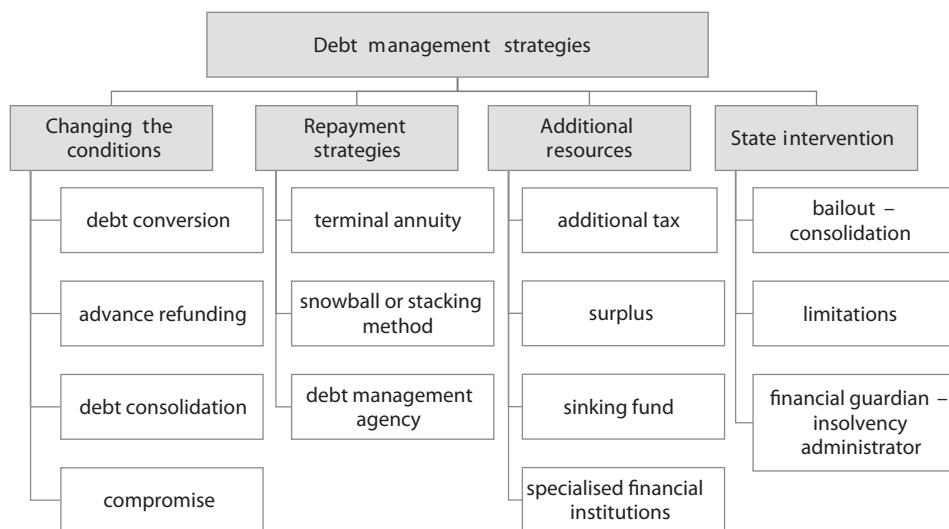 Debt management strategies
Changing the
conditions
debt conversion
advance refunding
debt consolidation
compromise
Repayment
strategies
terminal annuity
snowball or stacking
method
debt management
agency
Additional
resources
additional tax
surplus
sinking fund
specialised financial
institutions
State intervention
bailout –
consolidation
limitations
financial guardian –
insolvency
administrator